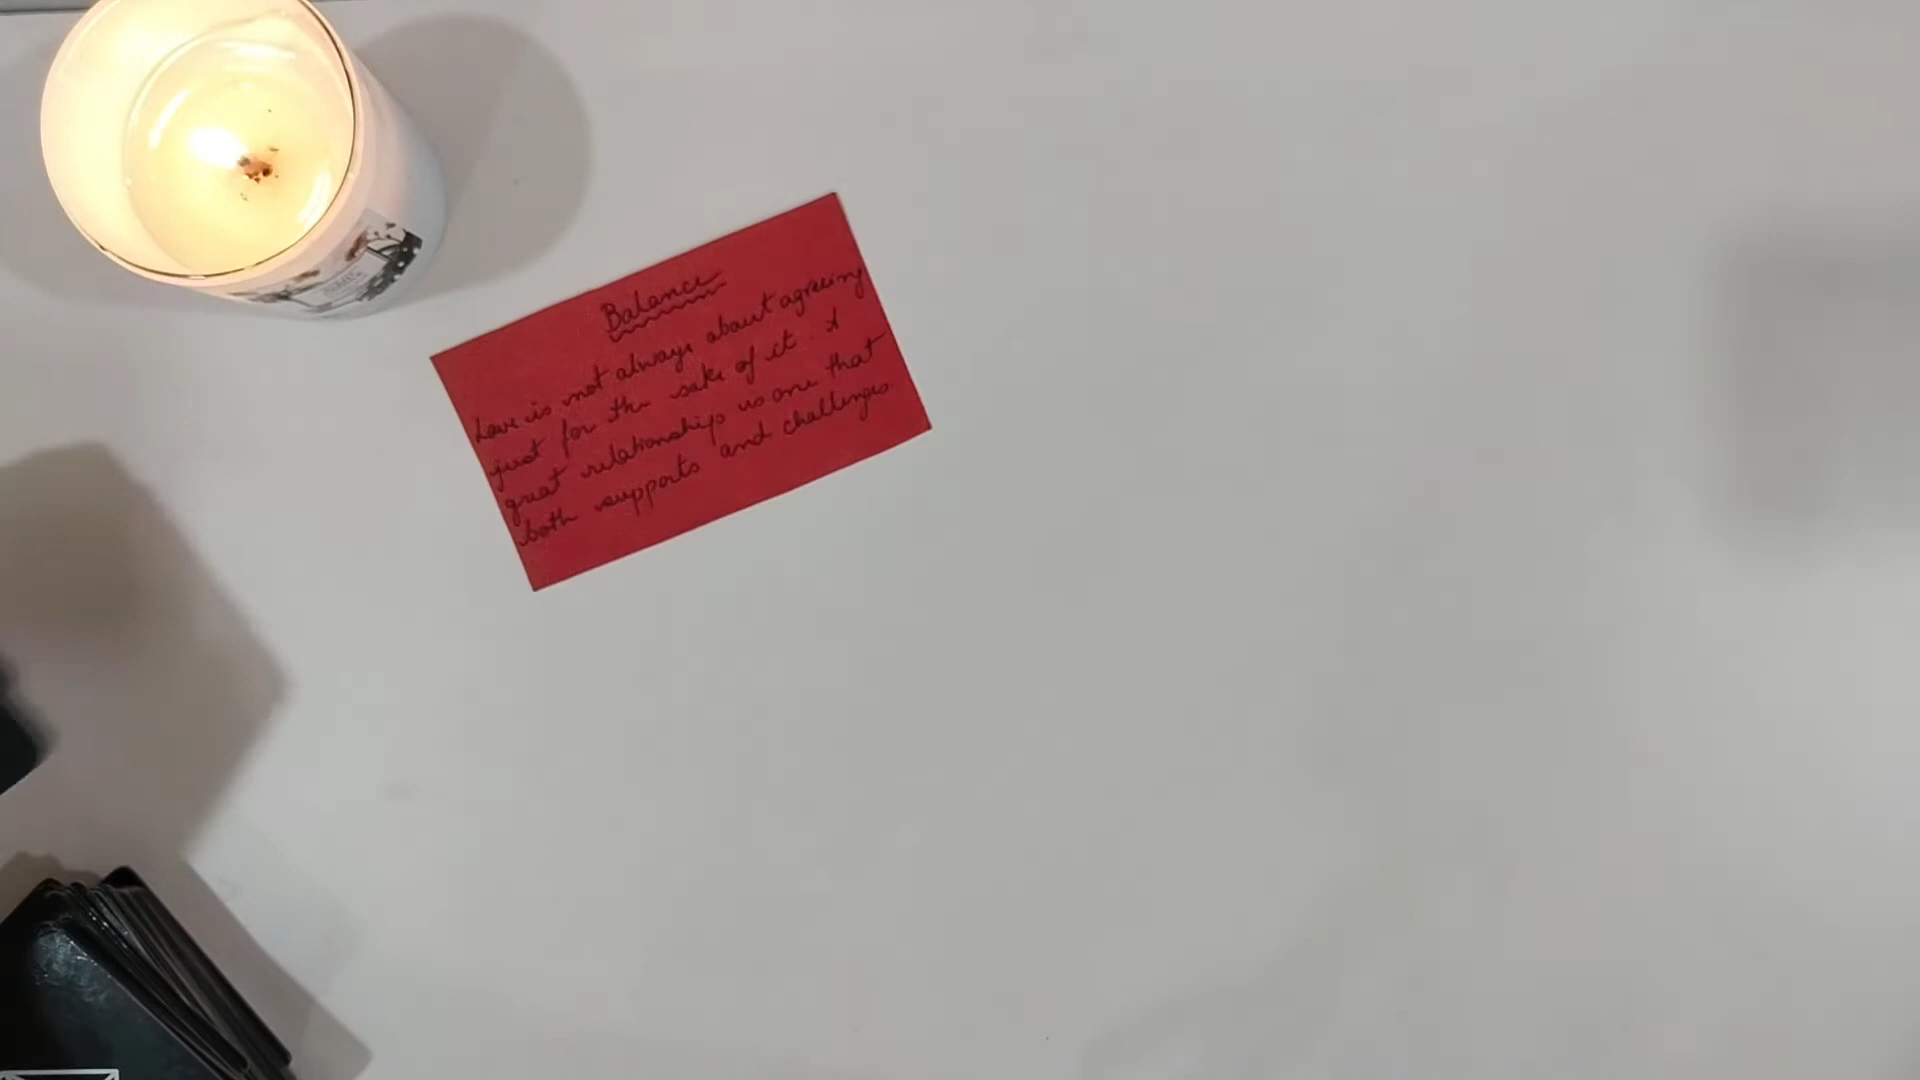 Balance
Love is not always about agreeing
just for the sake of it. A
great relationship is one that
both supports and challenges.